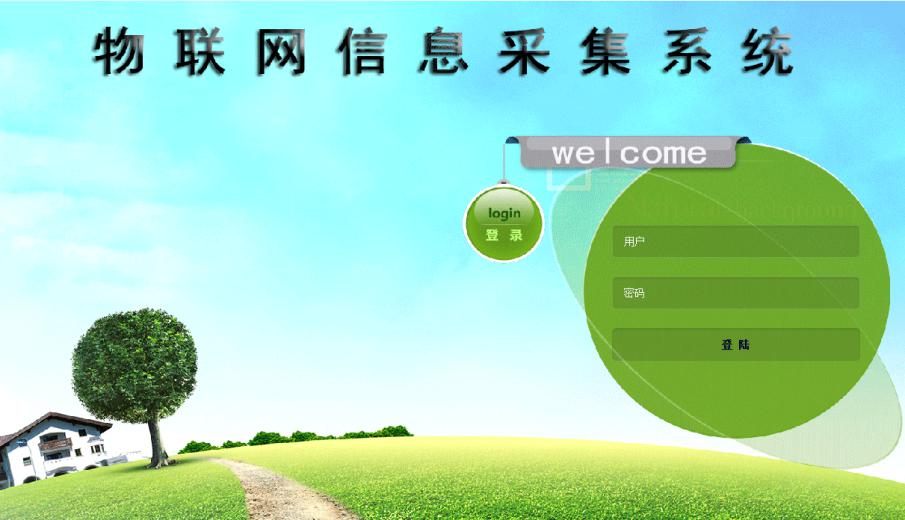 物联网信息采集系统
welcome
login
登 录
用户
密码
登 陆